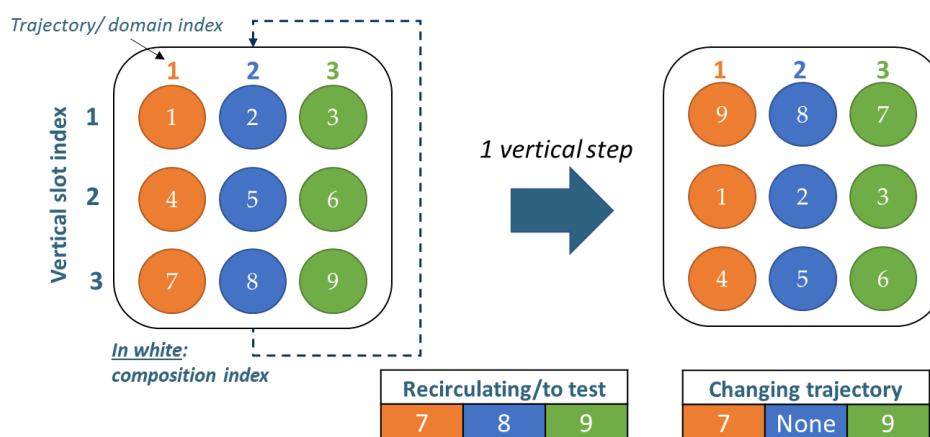 Trajectory/ domain index
1 2 3
1 2 3
Vertical slot index
1
1 2 3
2
4 5 6
3
7 8 9
1 vertical step
9 8 7
1 2 3
4 5 6
In white:
composition index
Recirculating/to test
7 8 9
Changing trajectory
7 None 9